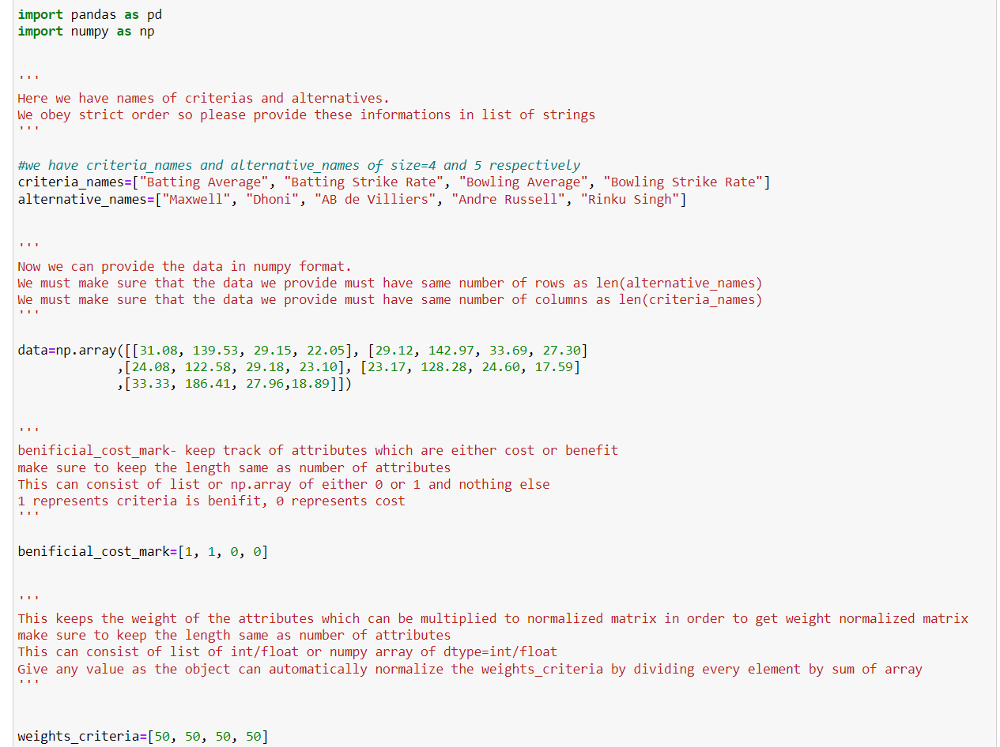 import pandas as pd
import numpy as np
'''
Here we have names of criterias and alternatives.
We obey strict order so please provide these informations in list of strings
'''
#we have criteria_names and alternative_names of size=4 and 5 respectively
criteria_names=["Batting Average", "Batting Strike Rate", "Bowling Average", "Bowling Strike Rate"]
alternative_names=["Maxwell", "Dhoni", "AB de Villiers", "Andre Russell", "Rinku Singh"]
'''
Now we can provide the data in numpy format.
We must make sure that the data we provide must have same number of rows as len(alternative_names)
We must make sure that the data we provide must have same number of columns as len(criteria_names)
'''
data=np.array([[31.08, 139.53, 29.15, 22.05], [29.12, 142.97, 33.69, 27.30]
,[24.08, 122.58, 29.18, 23.10], [23.17, 128.28, 24.60, 17.59]
,[33.33, 186.41, 27.96,18.89]])
'''
benificial_cost_mark- keep track of attributes which are either cost or benefit
make sure to keep the length same as number of attributes
This can consist of list or np.array of either 0 or 1 and nothing else
1 represents criteria is benifit, 0 represents cost
'''
benificial_cost_mark=[1, 1, 0, 0]
'''
This keeps the weight of the attributes which can be multiplied to normalized matrix in order to get weight normalized matrix
make sure to keep the length same as number of attributes
This can consist of list of int/float or numpy array of dtype=int/float
Give any value as the object can automatically normalize the weights_criteria by dividing every element by sum of array
'''
weights_criteria=[50, 50, 50, 50]